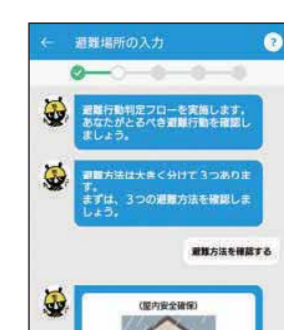 ← 避難場所の入力 ?
避難行動判定フローを実施します。
あなたがとるべき避難行動を確認し
ましょう。
避難方法は大きく分けて3つありま
す。
まずは、3つの避難方法を確認しま
しょう。
避難方法を確認する
(屋内安全確保)